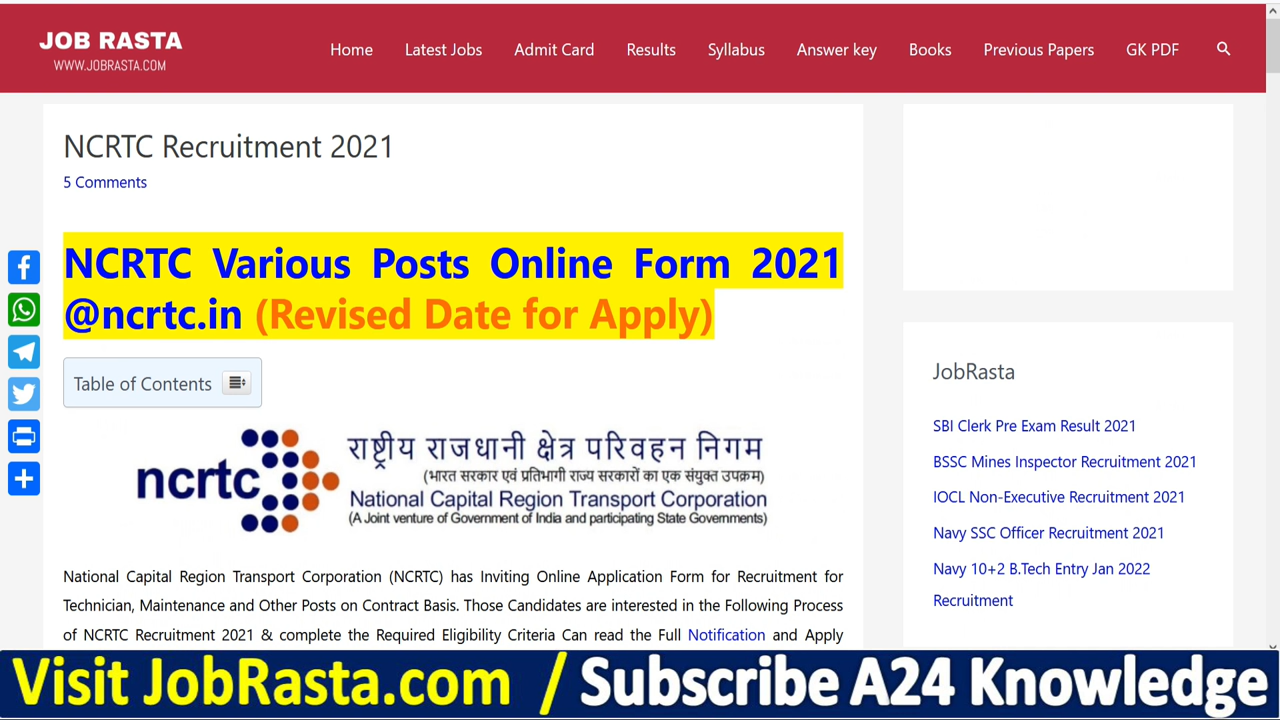 JOB RASTA
WWW.JOBRASTA.COM
Home Latest Jobs Admit Card Results Syllabus Answer key Books Previous Papers GK PDF
NCRTC Recruitment 2021
5 Comments
NCRTC Various Posts Online Form 2021
@ncrtc.in (Revised Date for Apply)
Table of Contents
ncrtc
राष्ट्रीय राजधानी क्षेत्र परिवहन निगम
(भारत सरकार एवं प्रतिभागी राज्य सरकारों का एक संयुक्त उपक्रम)
National Capital Region Transport Corporation
(A Joint venture of Government of India and participating State Governments)
National Capital Region Transport Corporation (NCRTC) has Inviting Online Application Form for Recruitment for
Technician, Maintenance and Other Posts on Contract Basis. Those Candidates are interested in the Following Process
of NCRTC Recruitment 2021 & complete the Required Eligibility Criteria Can read the Full Notification and Apply
JobRasta
SBI Clerk Pre Exam Result 2021
BSSC Mines Inspector Recruitment 2021
IOCL Non-Executive Recruitment 2021
Navy SSC Officer Recruitment 2021
Navy 10+2 B.Tech Entry Jan 2022
Recruitment
Visit JobRasta.com / Subscribe A24 Knowledge